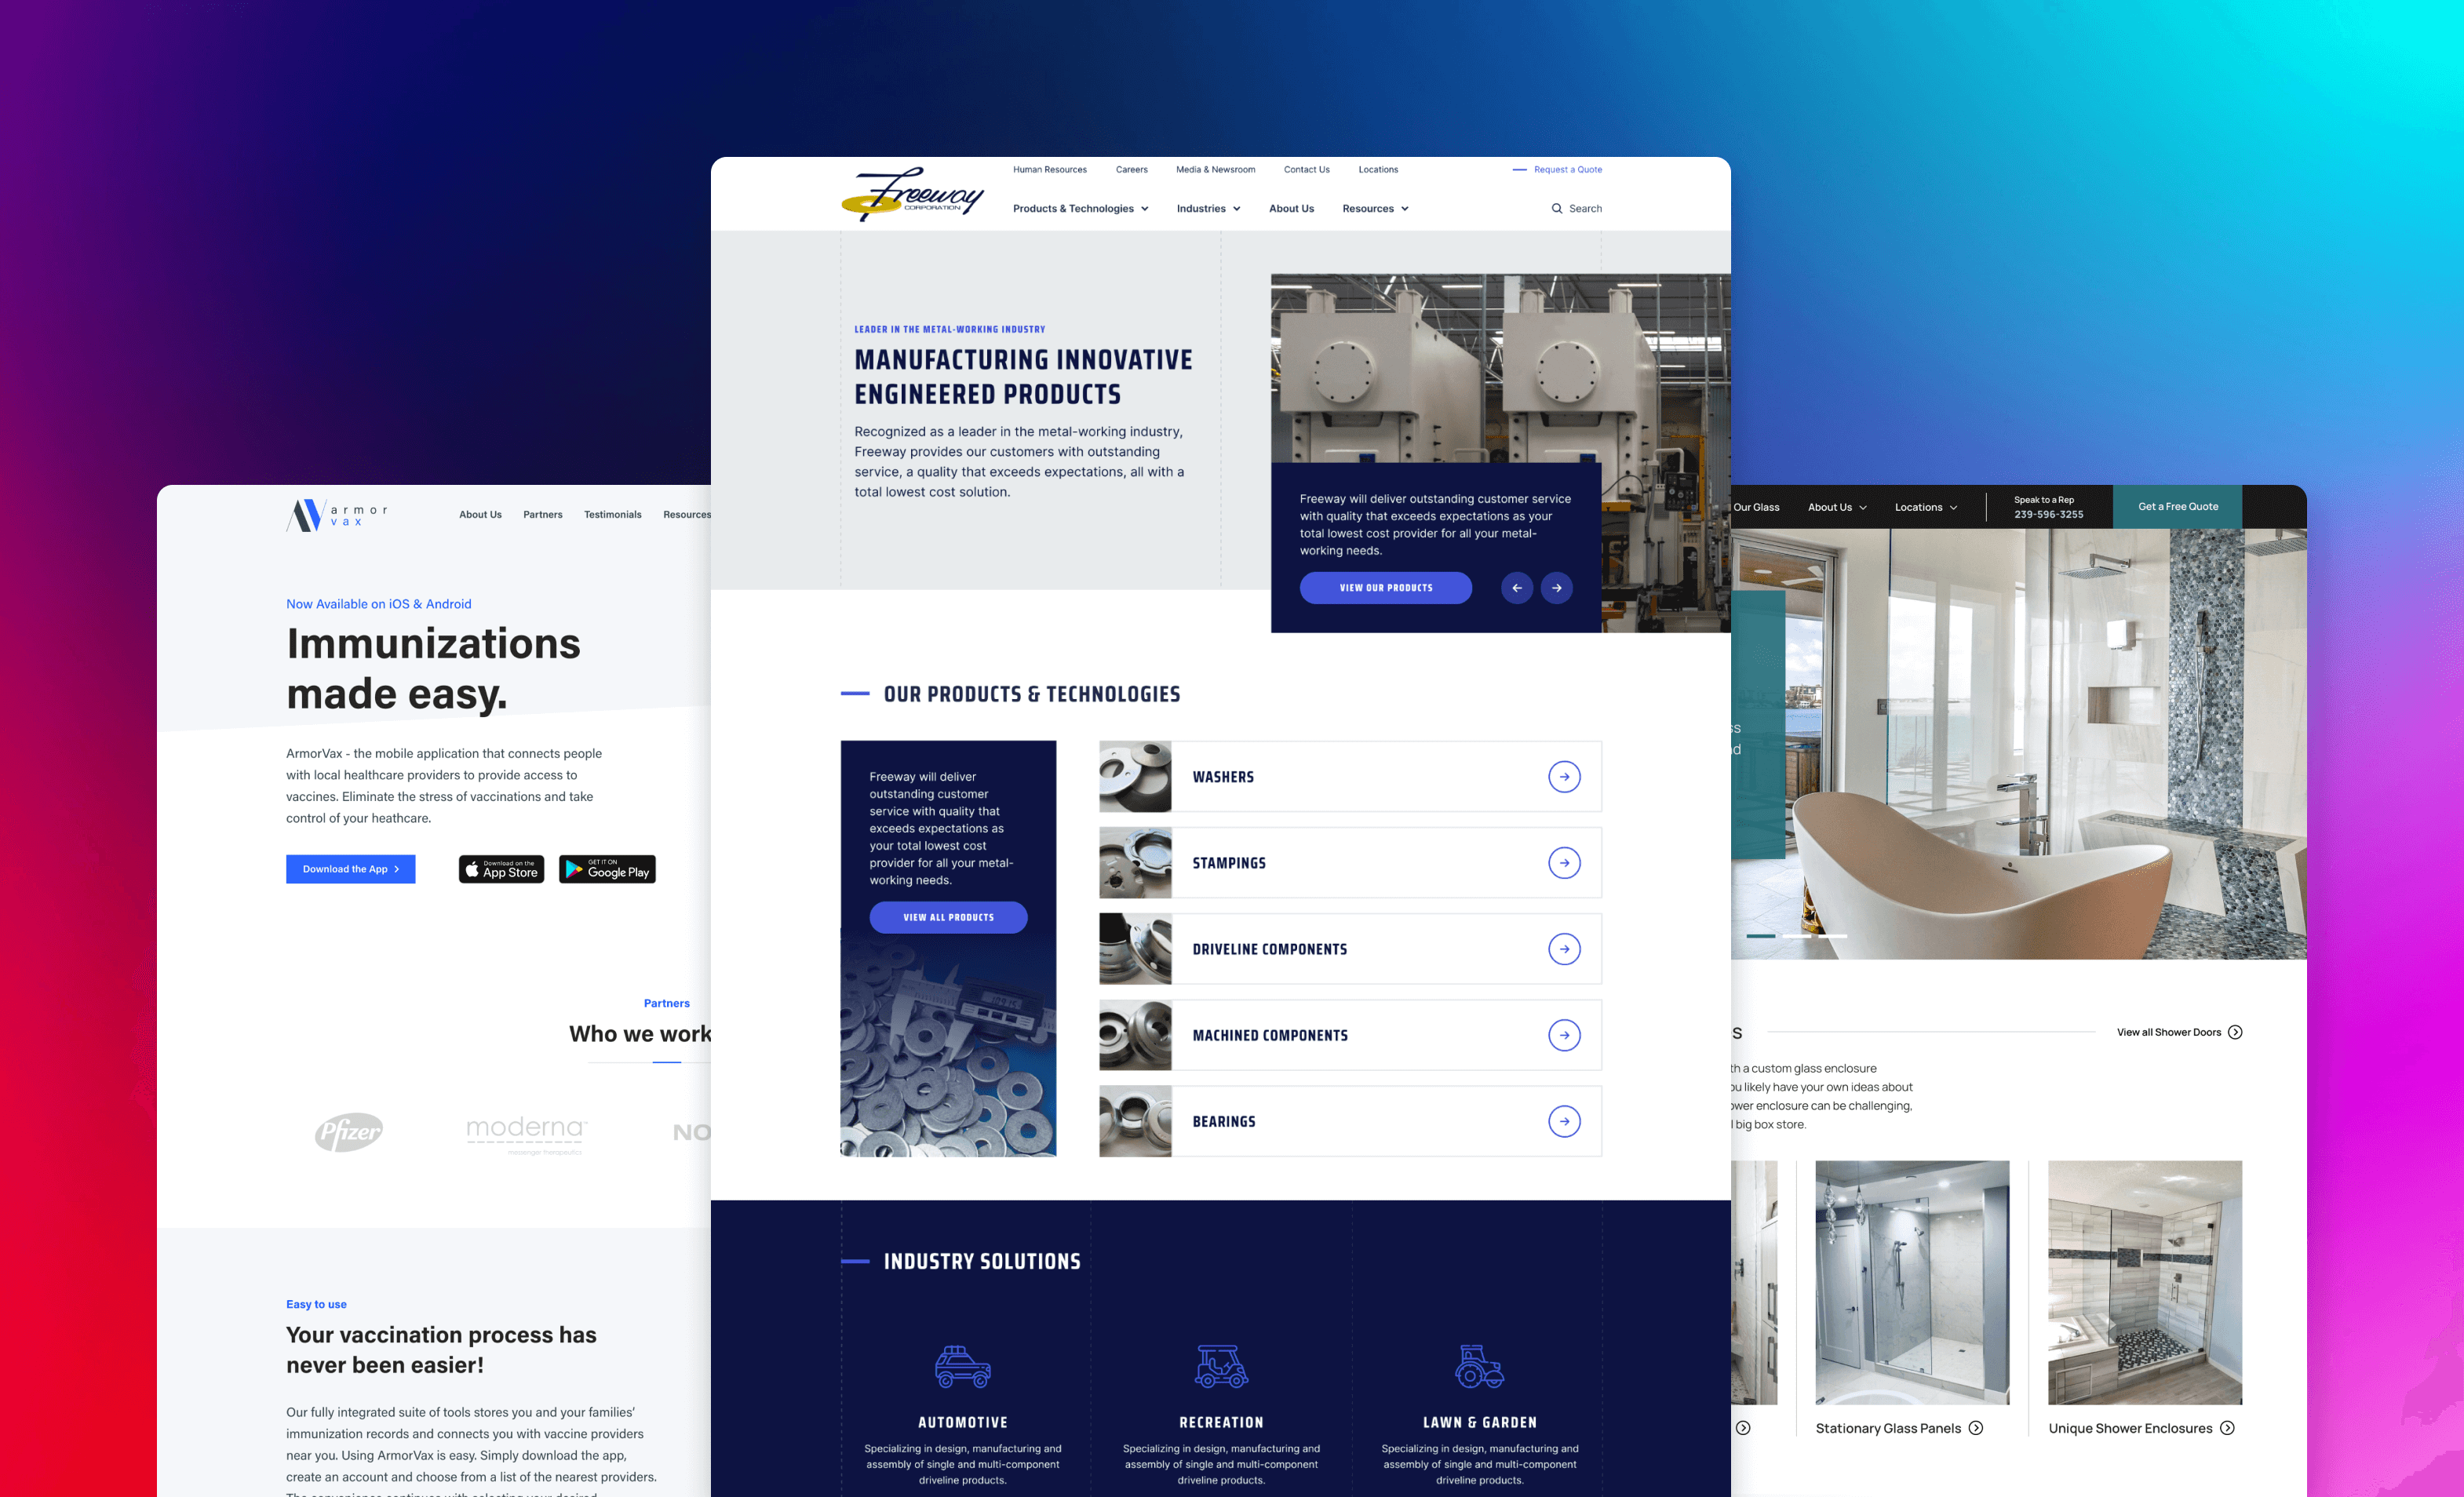 Freeway
CORPORATION
Human Resources
Careers
Media & Newsroom
Contact Us
Locations
Request a Quote
Products & Technologies
Industries
About Us
Resources
Search
LEADER IN THE METAL-WORKING INDUSTRY
MANUFACTURING INNOVATIVE
ENGINEERED PRODUCTS
Recognized as a leader in the metal-working industry,
Freeway provides our customers with outstanding
service, a quality that exceeds expectations, all with a
total lowest cost solution.
Freeway will deliver outstanding customer service
with quality that exceeds expectations as your
total lowest cost provider for all your metal-
working needs.
VIEW OUR PRODUCTS
OUR PRODUCTS & TECHNOLOGIES
Freeway will deliver
outstanding customer
service with quality that
exceeds expectations as
your total lowest cost
provider for all your metal-
working needs.
VIEW ALL PRODUCTS
WASHERS
STAMPINGS
DRIVELINE COMPONENTS
MACHINED COMPONENTS
BEARINGS
INDUSTRY SOLUTIONS
AUTOMOTIVE
Specializing in design, manufacturing and
assembly of single and multi-component
driveline products.
RECREATION
Specializing in design, manufacturing and
assembly of single and multi-component
driveline products.
LAWN & GARDEN
Specializing in design, manufacturing and
assembly of single and multi-component
driveline products.
armor
vax
About Us
Partners
Testimonials
Resources
Now Available on iOS & Android
Immunizations
made easy.
ArmorVax - the mobile application that connects people
with local healthcare providers to provide access to
vaccines. Eliminate the stress of vaccinations and take
control of your heathcare.
Download the App
Download on the
App Store
GET IT ON
Google Play
Partners
Who we work
Pfizer
moderna
messenger therapeutics
NO
Easy to use
Your vaccination process has
never been easier!
Our fully integrated suite of tools stores you and your families'
immunization records and connects you with vaccine providers
near you. Using ArmorVax is easy. Simply download the app,
create an account and choose from a list of the nearest providers.
Our Glass
About Us
Locations
Speak to a Rep
239-596-3255
Get a Free Quote
View all Shower Doors
a custom glass enclosure
likely have your own ideas about
enclosure can be challenging,
big box store.
Stationary Glass Panels
Unique Shower Enclosures